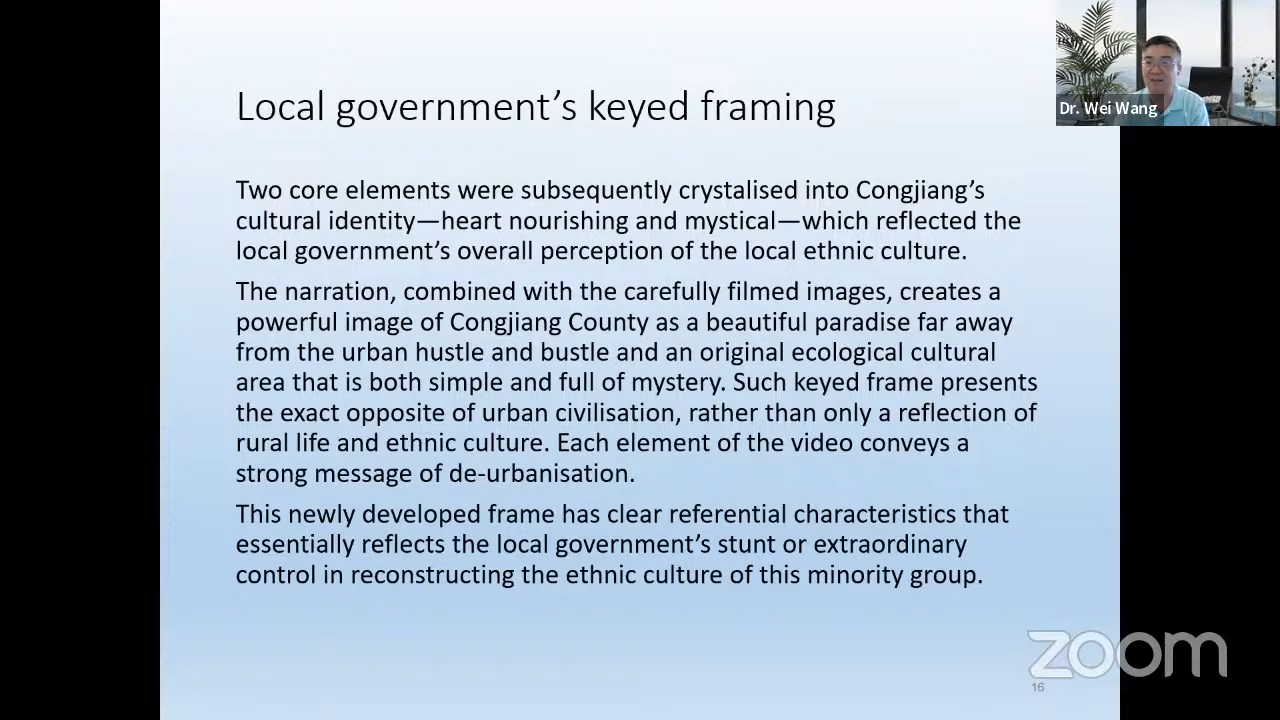 Local government’s keyed framing
Dr. Wei Wang
Two core elements were subsequently crystalised into Congjiang’s
cultural identity—heart nourishing and mystical—which reflected the
local government’s overall perception of the local ethnic culture.
The narration, combined with the carefully filmed images, creates a
powerful image of Congjiang County as a beautiful paradise far away
from the urban hustle and bustle and an original ecological cultural
area that is both simple and full of mystery. Such keyed frame presents
the exact opposite of urban civilisation, rather than only a reflection of
rural life and ethnic culture. Each element of the video conveys a
strong message of de-urbanisation.
This newly developed frame has clear referential characteristics that
essentially reflects the local government’s stunt or extraordinary
control in reconstructing the ethnic culture of this minority group.
zoom
16